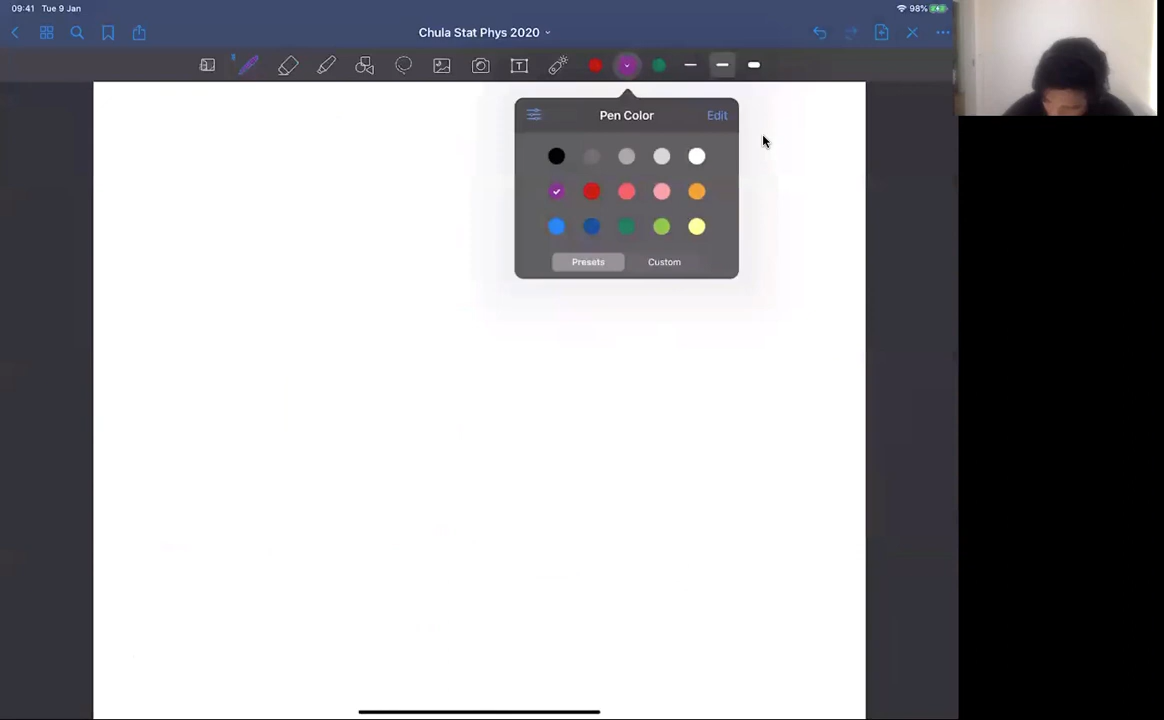 09:41 Tue 9 Jan
98%
Chula Stat Phys 2020
Pen Color
Edit
Presets
Custom